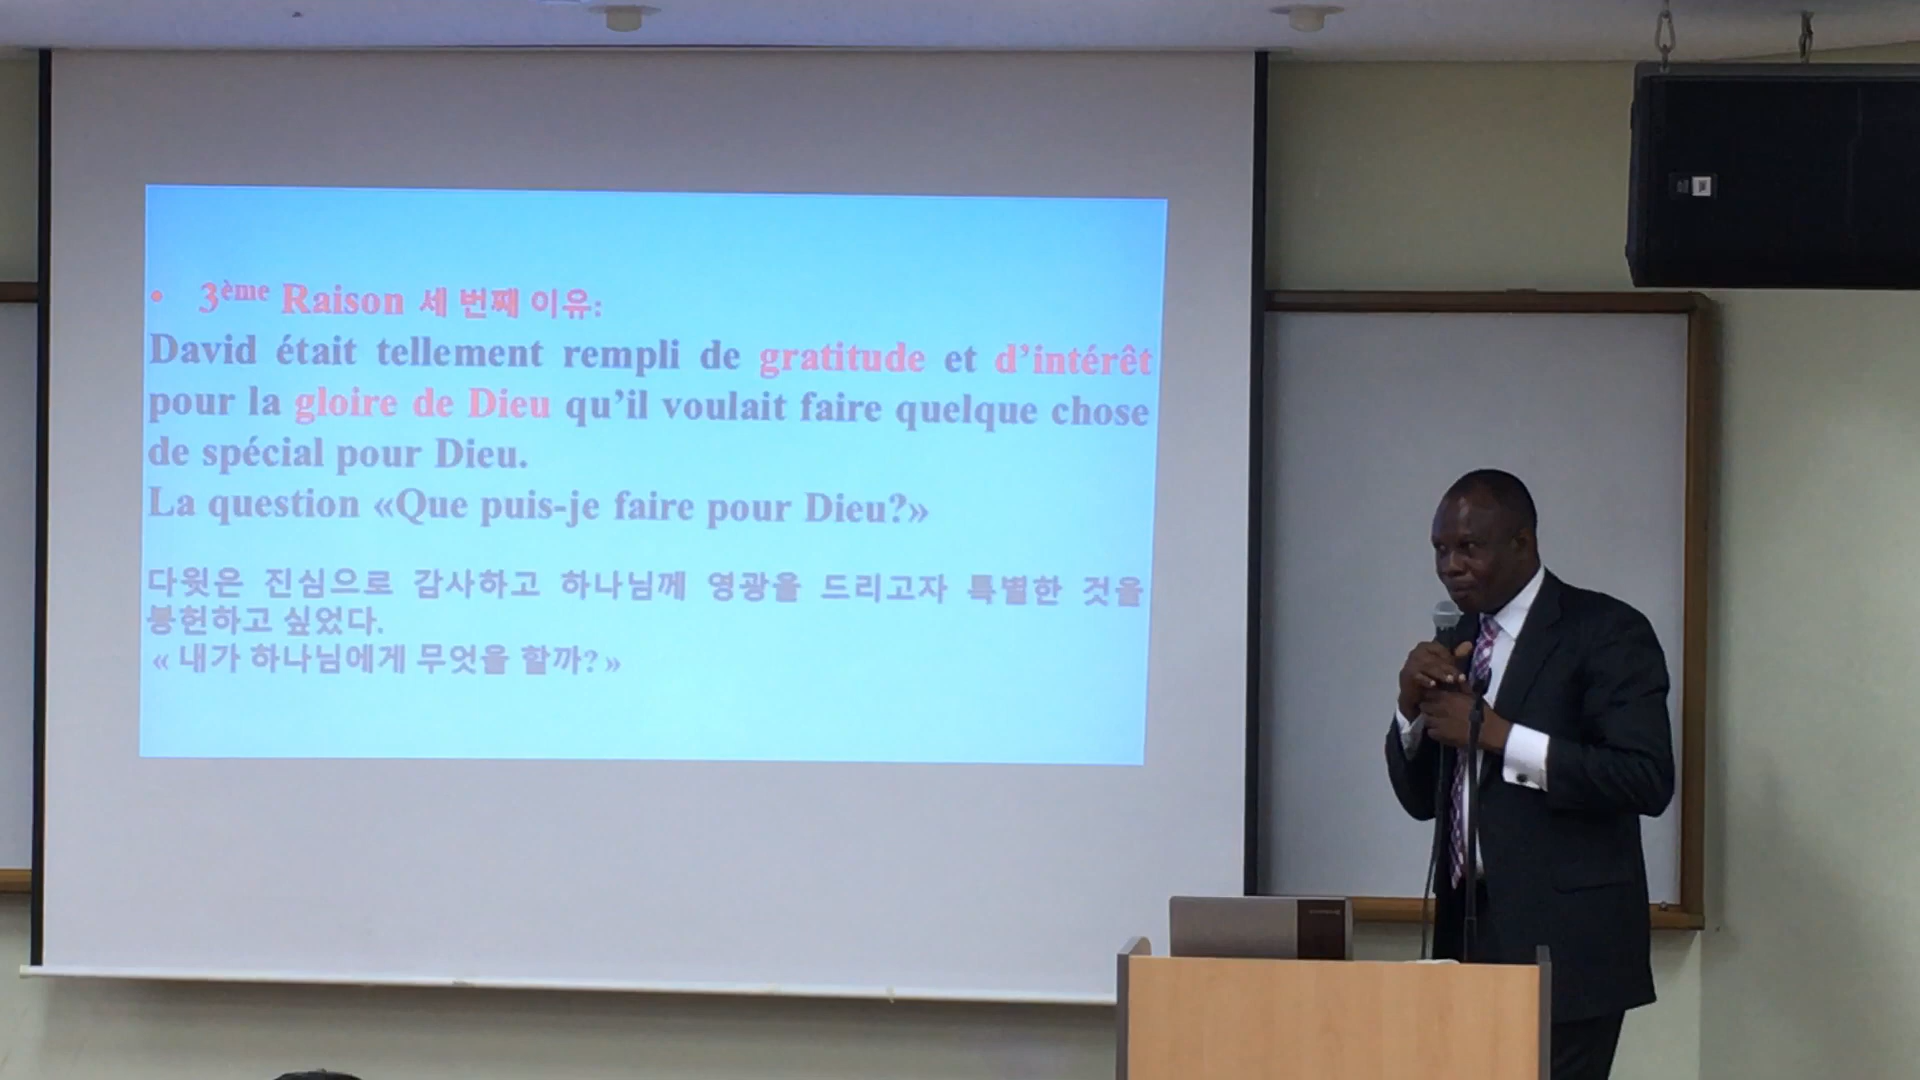 • 3ème Raison 세 번째 이유:
David était tellement rempli de gratitude et d’intérêt
pour la gloire de Dieu qu’il voulait faire quelque chose
de spécial pour Dieu.
La question «Que puis-je faire pour Dieu?»
다윗은 진심으로 감사하고 하나님께 영광을 드리고자 특별한 것을
봉헌하고 싶었다.
« 내가 하나님에게 무엇을 할까? »